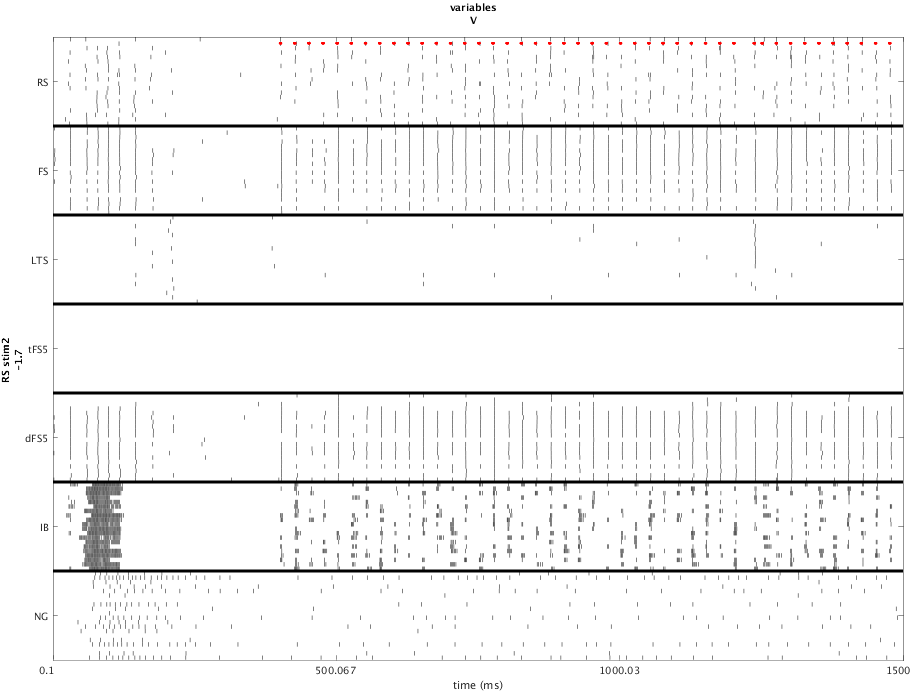 variables
V
RS
FS
LTS
tFS5
dFS5
IB
NG
RS stim2
-1.7
0.1
500.067
1000.03
1500
time (ms)